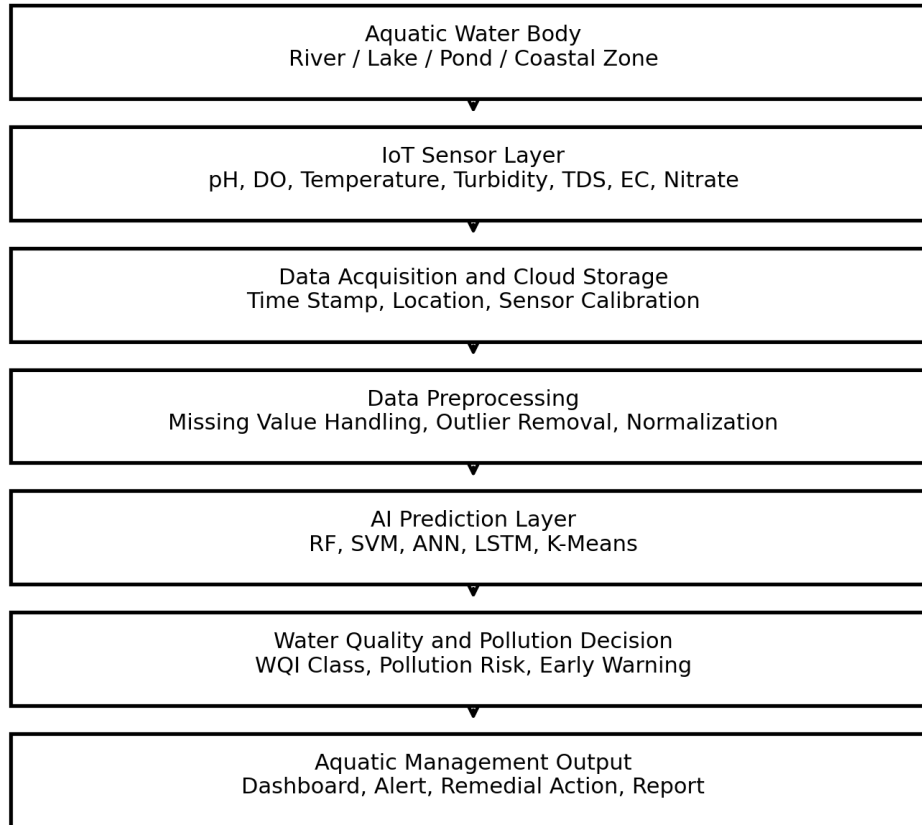 Aquatic Water Body
River / Lake / Pond / Coastal Zone
IoT Sensor Layer
pH, DO, Temperature, Turbidity, TDS, EC, Nitrate
Data Acquisition and Cloud Storage
Time Stamp, Location, Sensor Calibration
Data Preprocessing
Missing Value Handling, Outlier Removal, Normalization
AI Prediction Layer
RF, SVM, ANN, LSTM, K-Means
Water Quality and Pollution Decision
WQI Class, Pollution Risk, Early Warning
Aquatic Management Output
Dashboard, Alert, Remedial Action, Report